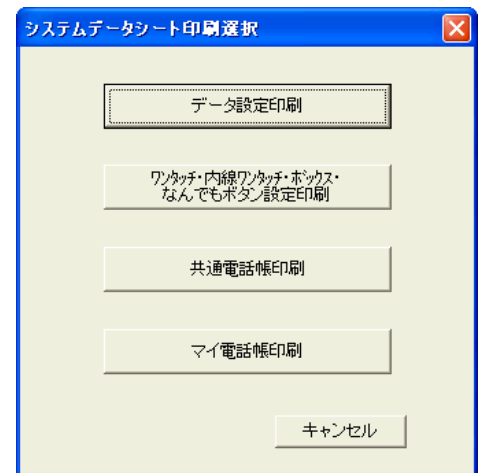 システムデータシート印刷選択
データ設定印刷
ワンタッチ・内線ワンタッチ・ボックス・
なんでもボタン設定印刷
共通電話帳印刷
マイ電話帳印刷
キャンセル